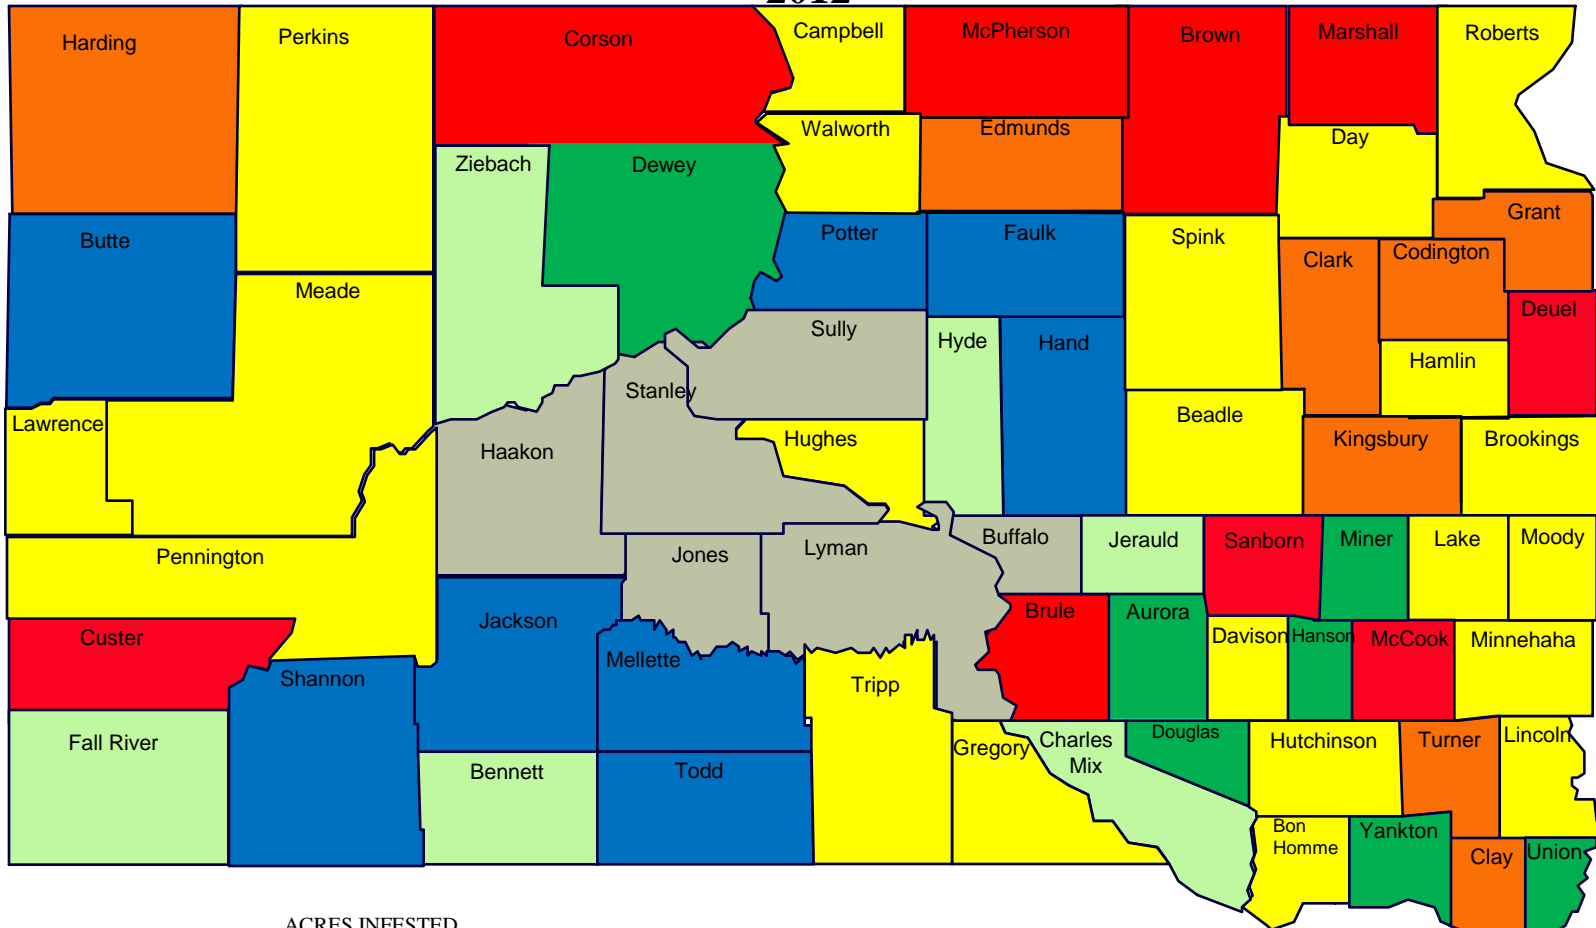 2012
Harding
Perkins
Corson
Campbell
McPherson
Brown
Marshall
Roberts
Walworth
Edmunds
Day
Ziebach
Dewey
Grant
Butte
Potter
Faulk
Spink
Clark
Codington
Meade
Deuel
Sully
Hyde
Hand
Hamlin
Stanley
Lawrence
Beadle
Haakon
Hughes
Kingsbury
Brookings
Pennington
Jones
Lyman
Buffalo
Jerauld
Sanborn
Miner
Lake
Moody
Custer
Jackson
Brule
Aurora
Davison
Hanson
McCook
Minnehaha
Shannon
Mellette
Tripp
Fall River
Bennett
Todd
Gregory
Charles
Mix
Douglas
Hutchinson
Turner
Lincoln
Bon
Homme
Yankton
Clay
Union
ACRES INFESTED